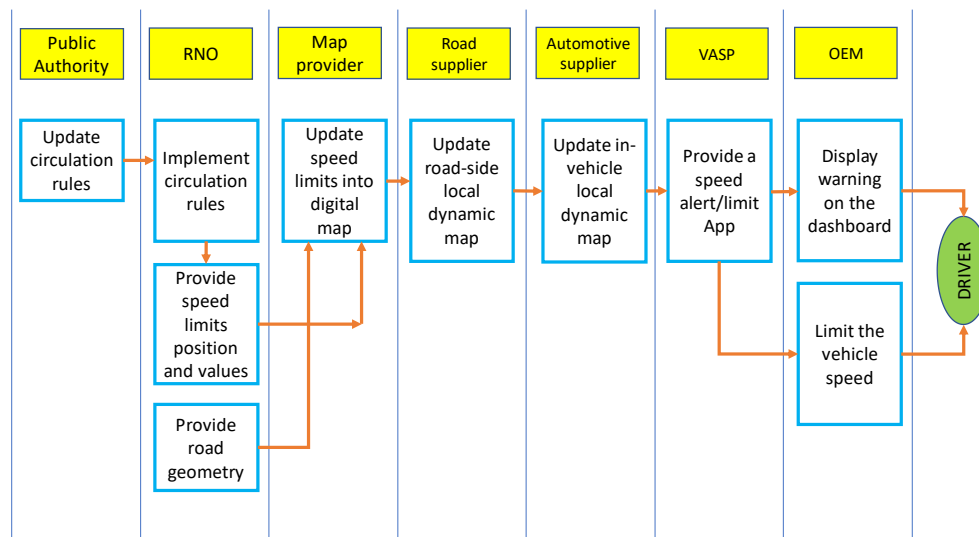 Public
Authority
RNO
Map
provider
Road
supplier
Automotive
supplier
VASP
OEM
Update
circulation
rules
Implement
circulation
rules
Provide
speed
limits
position
and values
Provide
road
geometry
Update
speed
limits into
digital
map
Update
road-side
local
dynamic
map
Update in-
vehicle local
dynamic
map
Provide a
speed
alert/limit
App
Display
warning
on the
dashboard
Limit the
vehicle
speed
DRIVER